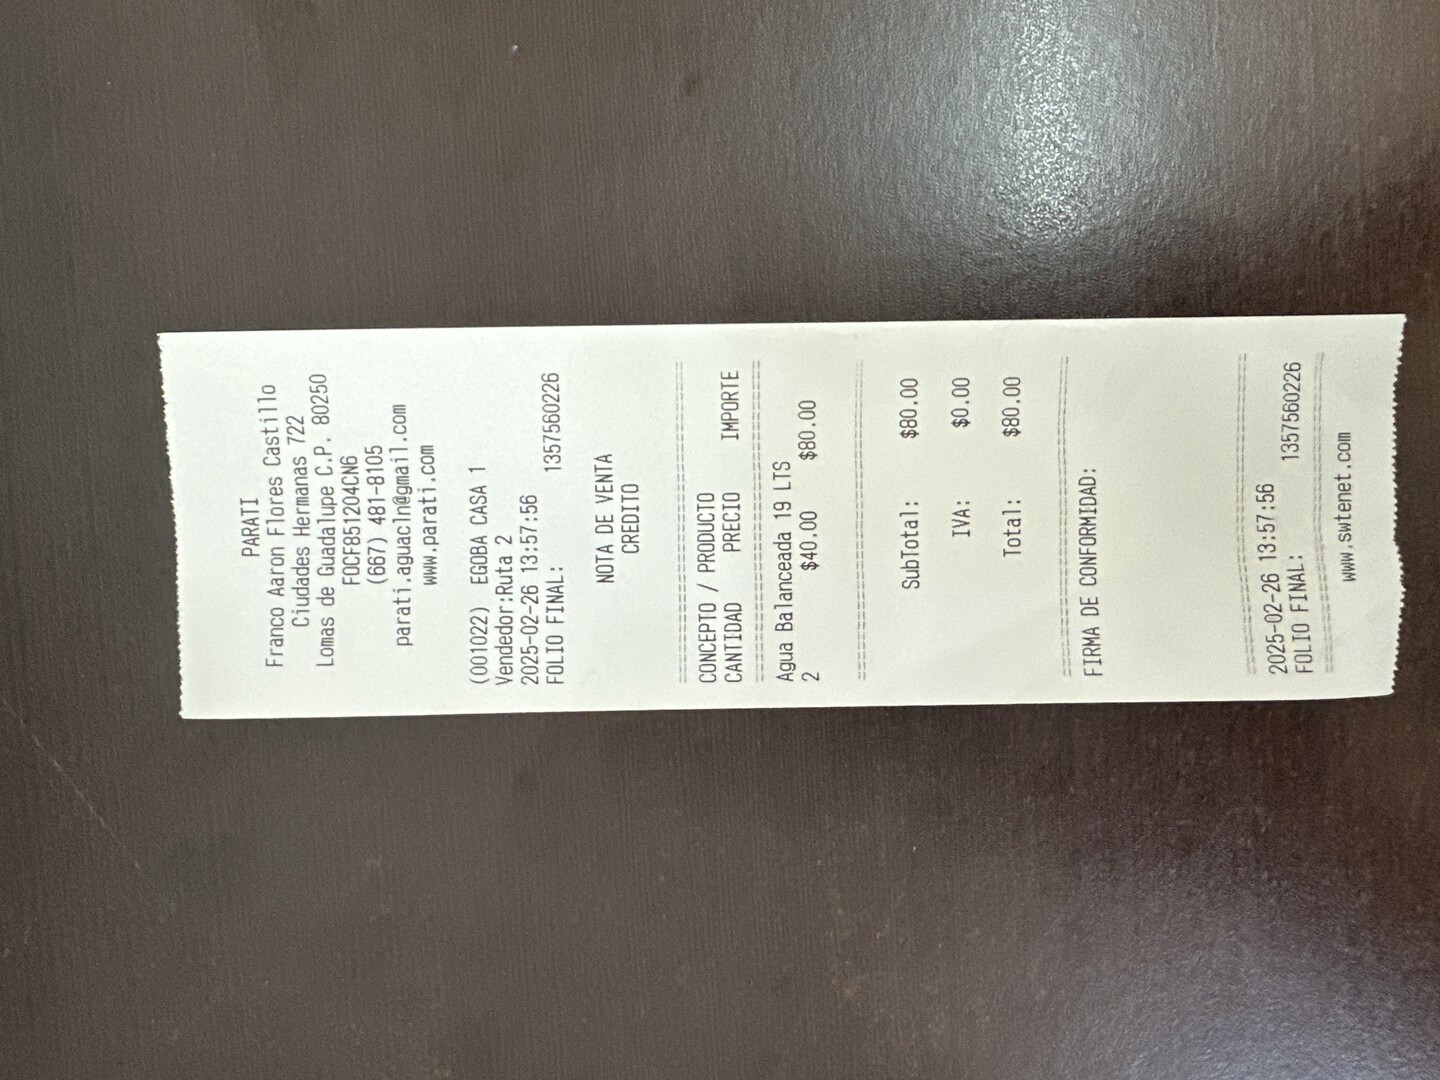 PARATI
Franco Aaron Flores Castillo
Ciudades Hermanas 722
Lomas de Guadalupe C.P. 80250
FOCF851204CN6
(667) 481-8105
parati.aguacln@gmail.com
www.parati.com
(001022) EGOBA CASA 1
Vendedor:Ruta 2
2025-02-26 13:57:56
FOLIO FINAL: 1357560226
NOTA DE VENTA
CREDITO
CONCEPTO / PRODUCTO
CANTIDAD PRECIO IMPORTE
Agua Balanceada 19 LTS
2 $40.00 $80.00
SubTotal: $80.00
IVA: $0.00
Total: $80.00
FIRMA DE CONFORMIDAD:
2025-02-26 13:57:56
FOLIO FINAL: 1357560226
www.swtenet.com